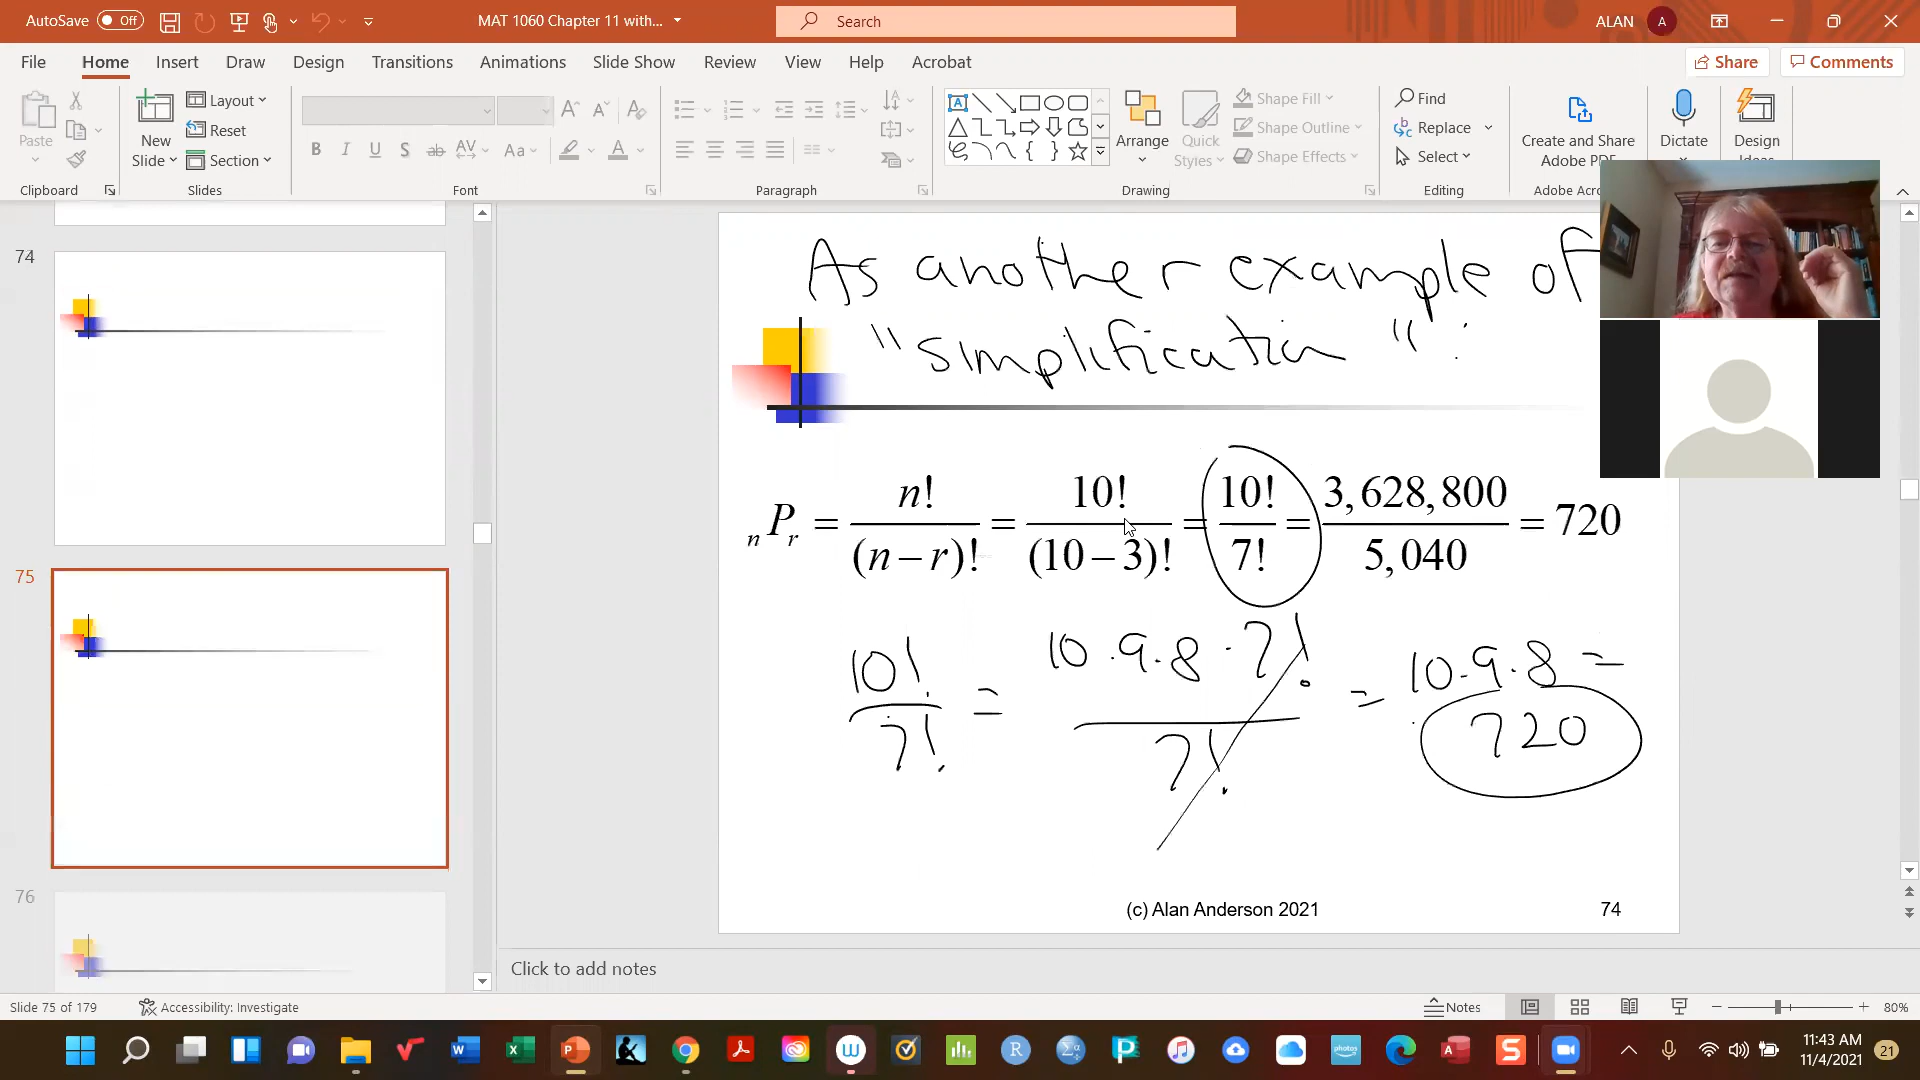 AutoSave Off
MAT 1060 Chapter 11 with...
Search
ALAN A
File Home Insert Draw Design Transitions Animations Slide Show Review View Help Acrobat
Share Comments
Paste
New
Slide
Layout
Reset
Section
B I U S ab AV Aa A
Arrange
Quick
Styles
Shape Fill
Shape Outline
Shape Effects
Find
Replace
Select
Create and Share
Adobe PDF
Dictate
Design
Clipboard Slides Font Paragraph Drawing Editing
74
75
76
As another example of
"simplification" :
nPr = n!/(n−r)! = 10!/(10−3)! = 10!/7! = 3,628,800/5,040 = 720
10!/7! = 10.9.8.7!/7! = 10.9.8 =
720
(c) Alan Anderson 2021
74
Click to add notes
Slide 75 of 179
Accessibility: Investigate
Notes
80%
11:43 AM
11/4/2021
21